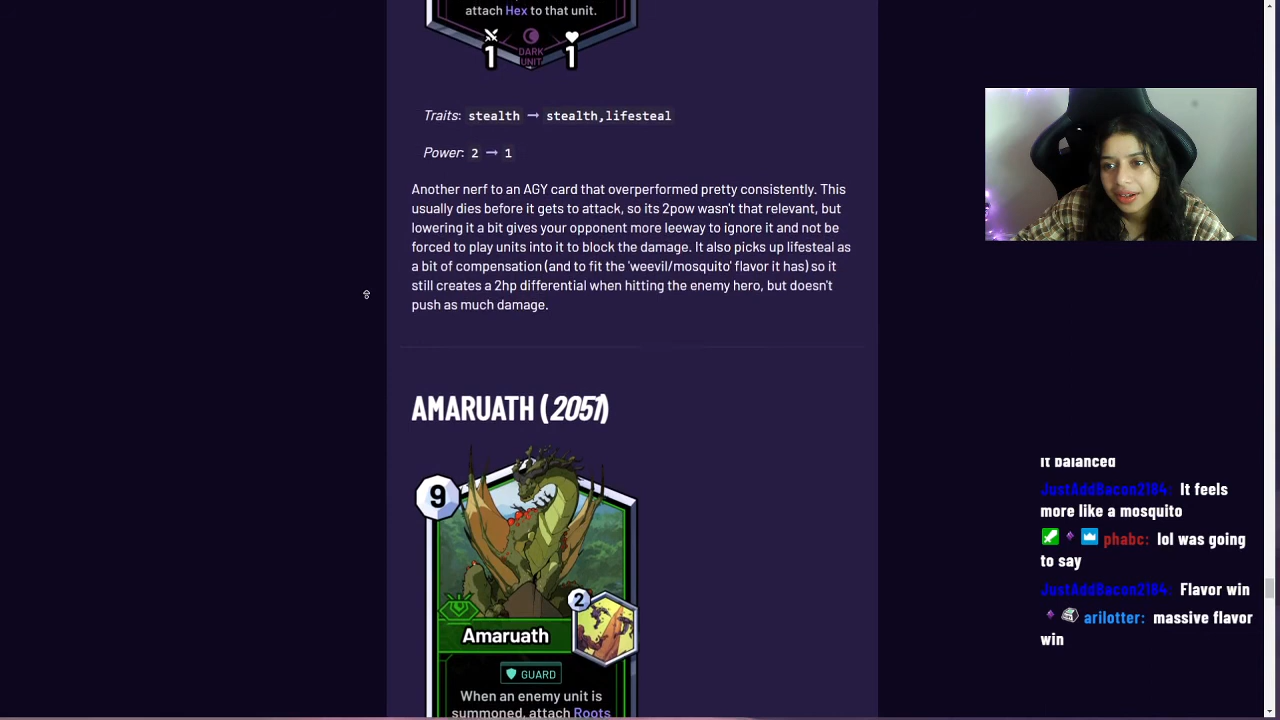 attach Hex to that unit.
1 DARK UNIT 1
Traits: stealth → stealth,lifesteal
Power: 2 → 1
Another nerf to an AGY card that overperformed pretty consistently. This
usually dies before it gets to attack, so its 2pow wasn't that relevant, but
lowering it a bit gives your opponent more leeway to ignore it and not be
forced to play units into it to block the damage. It also picks up lifesteal as
a bit of compensation (and to fit the 'weevil/mosquito' flavor it has) so it
still creates a 2hp differential when hitting the enemy hero, but doesn't
push as much damage.
AMARUATH (2051)
9
2
Amaruath
GUARD
When an enemy unit is
summoned, attach Roots
it balanced
JustAddBacon2184: It feels
more like a mosquito
phabc: lol was going
to say
JustAddBacon2184: Flavor win
arilotter: massive flavor
win